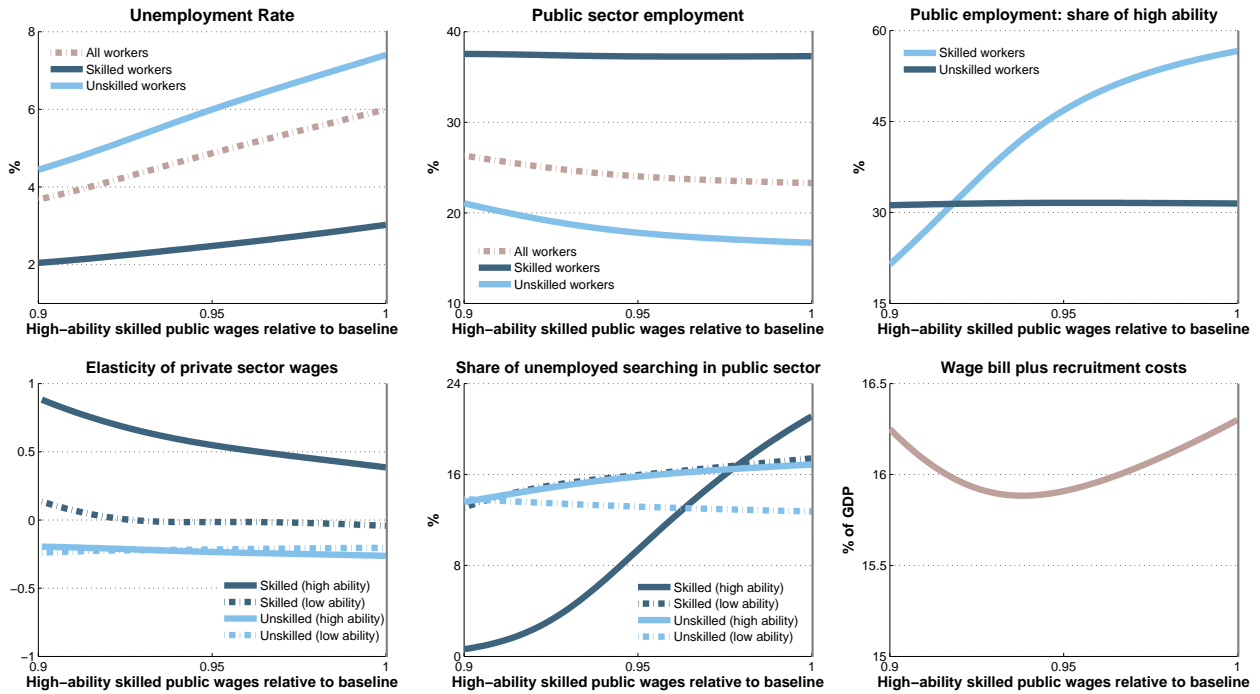 Unemployment Rate
8
6
4
2
%
All workers
Skilled workers
Unskilled workers
0.9
0.95
1
High−ability skilled public wages relative to baseline
Public sector employment
40
30
20
10
%
All workers
Skilled workers
Unskilled workers
0.9
0.95
1
High−ability skilled public wages relative to baseline
Public employment: share of high ability
60
45
30
15
%
Skilled workers
Unskilled workers
0.9
0.95
1
High−ability skilled public wages relative to baseline
Elasticity of private sector wages
1
0.5
0
−0.5
−1
Skilled (high ability)
Skilled (low ability)
Unskilled (high ability)
Unskilled (low ability)
0.9
0.95
1
High−ability skilled public wages relative to baseline
Share of unemployed searching in public sector
24
16
8
0
%
Skilled (high ability)
Skilled (low ability)
Unskilled (high ability)
Unskilled (low ability)
0.9
0.95
1
High−ability skilled public wages relative to baseline
Wage bill plus recruitment costs
16.5
16
15.5
15
% of GDP
0.9
0.95
1
High−ability skilled public wages relative to baseline